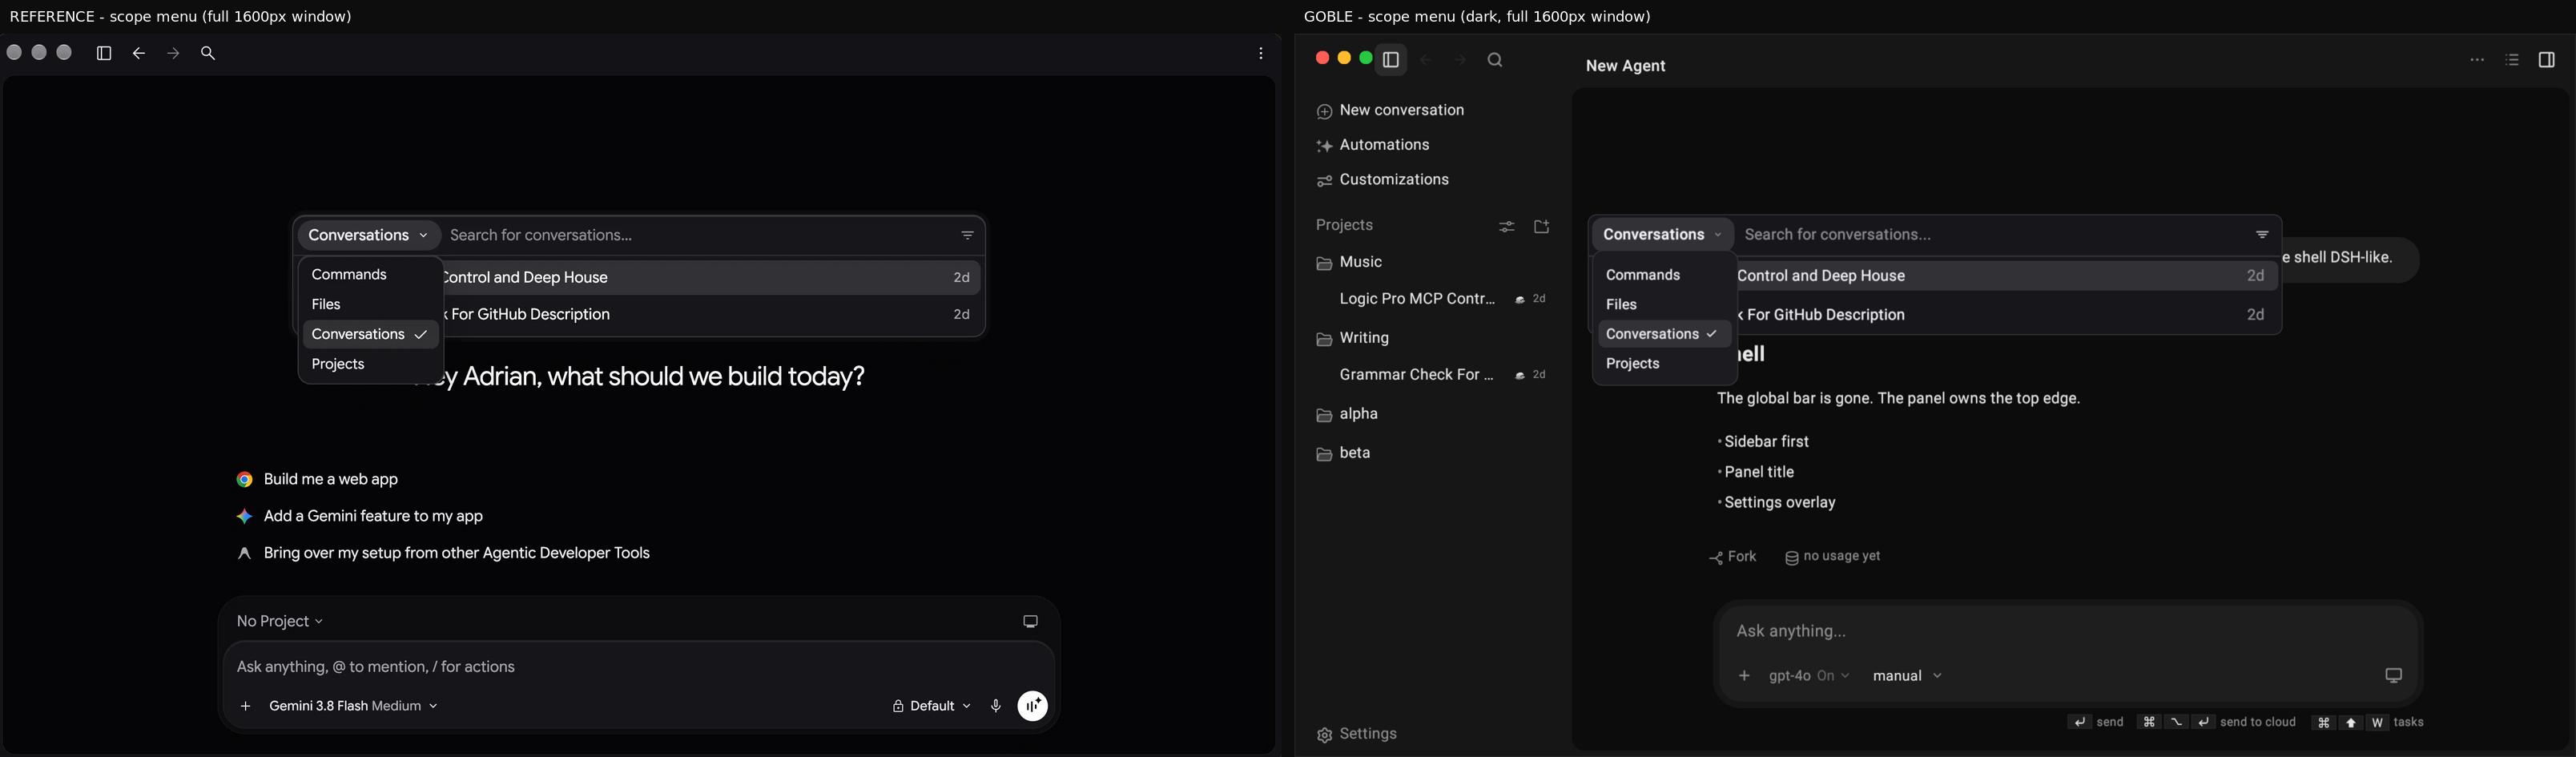 REFERENCE - scope menu (full 1600px window)
Conversations
Search for conversations...
Commands
Control and Deep House
2d
Files
For GitHub Description
2d
Conversations
Projects
ey Adrian, what should we build today?
Build me a web app
Add a Gemini feature to my app
Bring over my setup from other Agentic Developer Tools
No Project
Ask anything, @ to mention, / for actions
Gemini 3.8 Flash Medium
Default
GOBLE - scope menu (dark, full 1600px window)
New Agent
New conversation
Automations
Customizations
Projects
Music
Logic Pro MCP Contr...
2d
Writing
Grammar Check For ...
2d
alpha
beta
Settings
Conversations
Search for conversations...
e shell DSH-like.
Commands
Control and Deep House
2d
Files
k For GitHub Description
2d
Conversations
Projects
ell
The global bar is gone. The panel owns the top edge.
• Sidebar first
• Panel title
• Settings overlay
Fork
no usage yet
Ask anything...
gpt-4o On
manual
send
send to cloud
W tasks